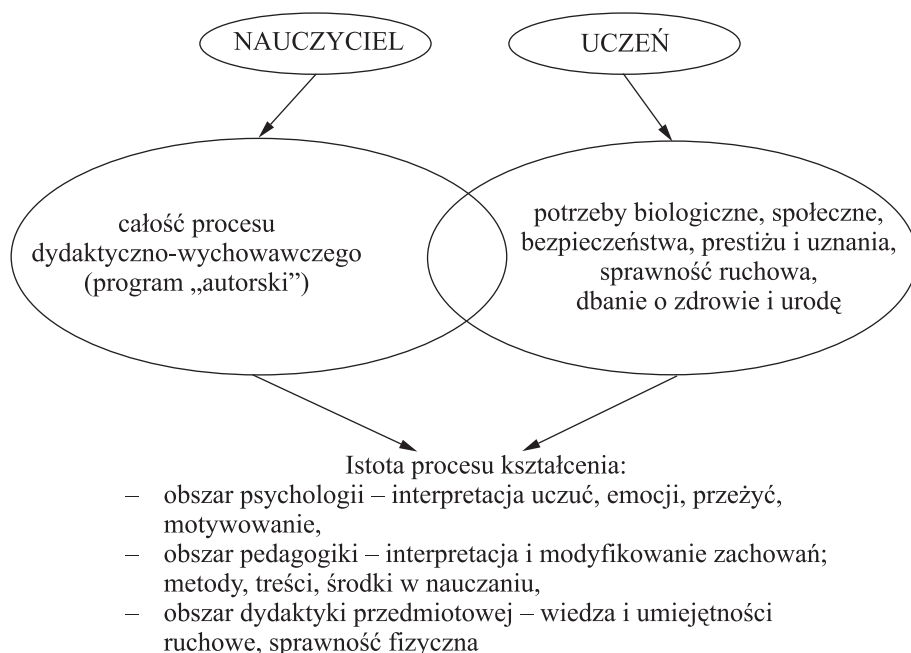 NAUCZYCIEL
UCZEŃ
całość procesu
dydaktyczno-wychowawczego
(program „autorski”)
potrzeby biologiczne, społeczne,
bezpieczeństwa, prestiżu i uznania,
sprawność ruchowa,
dbanie o zdrowie i urodę
Istota procesu kształcenia:
– obszar psychologii – interpretacja uczuć, emocji, przeżyć,
motywowanie,
– obszar pedagogiki – interpretacja i modyfikowanie zachowań;
metody, treści, środki w nauczaniu,
– obszar dydaktyki przedmiotowej – wiedza i umiejętności
ruchowe, sprawność fizyczna